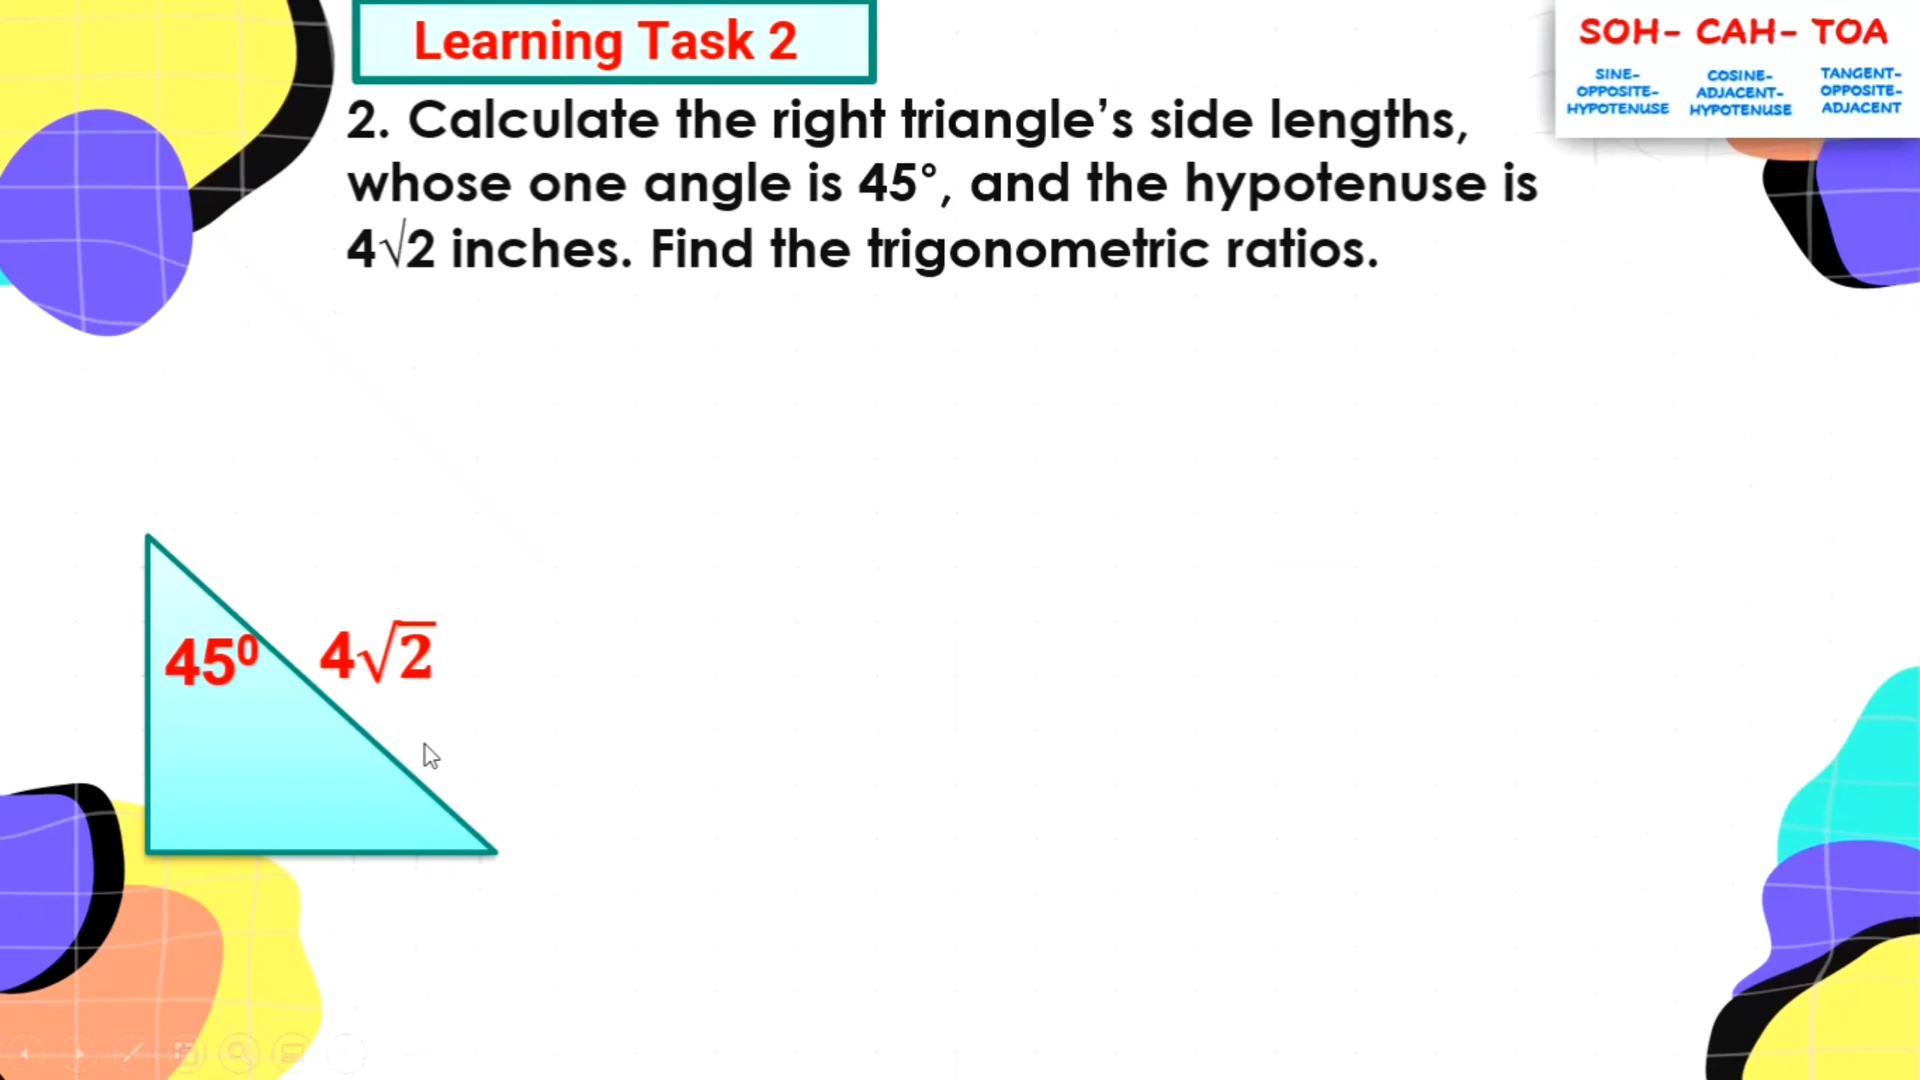 Learning Task 2
SOH- CAH- TOA
SINE-
OPPOSITE-
HYPOTENUSE
COSINE-
ADJACENT-
HYPOTENUSE
TANGENT-
OPPOSITE-
ADJACENT
2. Calculate the right triangle’s side lengths,
whose one angle is 45°, and the hypotenuse is
4√2 inches. Find the trigonometric ratios.
45⁰
4√2